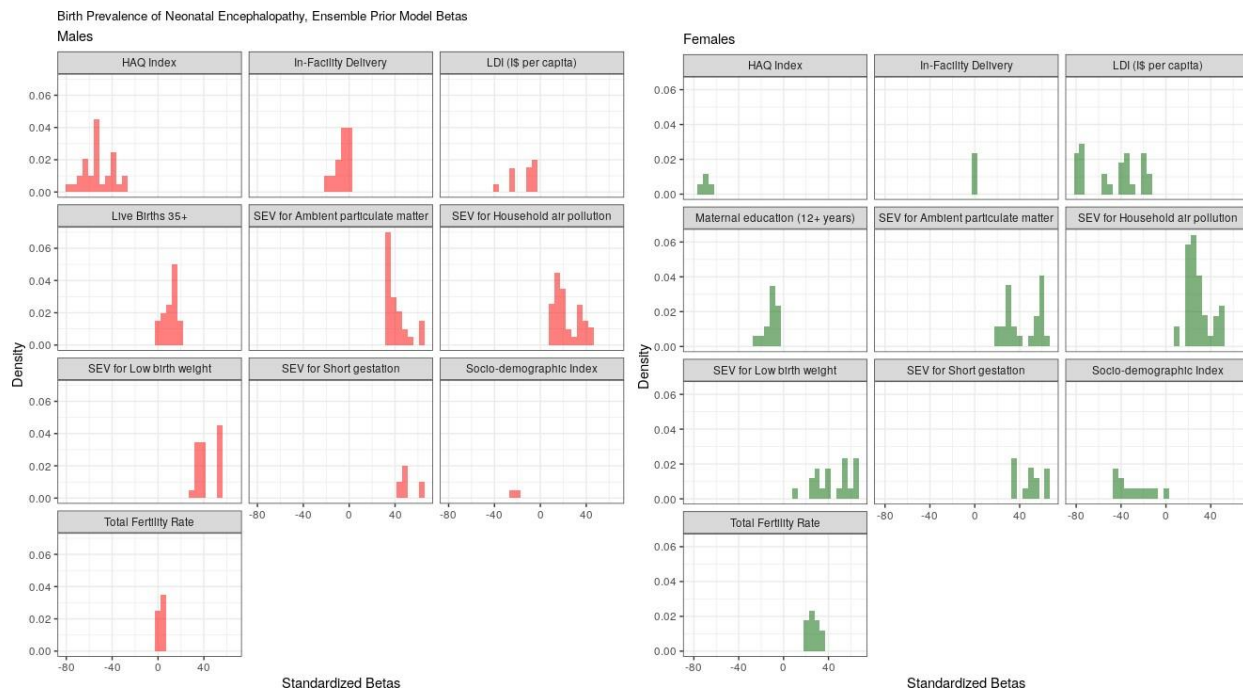 Birth Prevalence of Neonatal Encephalopathy, Ensemble Prior Model Betas
Males
HAQ Index
In-Facility Delivery
LDI (I$ per capita)
0.06
0.04
0.02
0.00
Live Births 35+
SEV for Ambient particulate matter
SEV for Household air pollution
0.06
0.04
0.02
0.00
SEV for Low birth weight
SEV for Short gestation
Socio-demographic Index
0.06
0.04
0.02
0.00
-80 -40 0 40
-80 -40 0 40
Total Fertility Rate
0.06
0.04
0.02
0.00
-80 -40 0 40
Density
Standardized Betas
Females
HAQ Index
In-Facility Delivery
LDI (I$ per capita)
0.06
0.04
0.02
0.00
Maternal education (12+ years)
SEV for Ambient particulate matter
SEV for Household air pollution
0.06
0.04
0.02
0.00
SEV for Low birth weight
SEV for Short gestation
Socio-demographic Index
0.06
0.04
0.02
0.00
-80 -40 0 40
-80 -40 0 40
Total Fertility Rate
0.06
0.04
0.02
0.00
-80 -40 0 40
Density
Standardized Betas